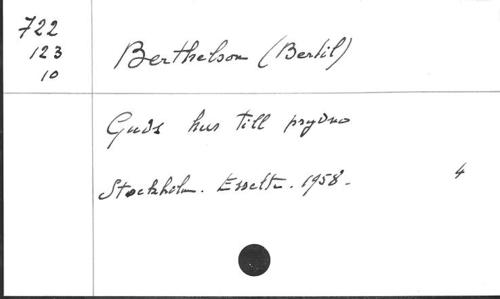 722
123
10
Berthelson (Bertil)
Guds hus till prydno
Stockholm. Esselte. 1958.
4